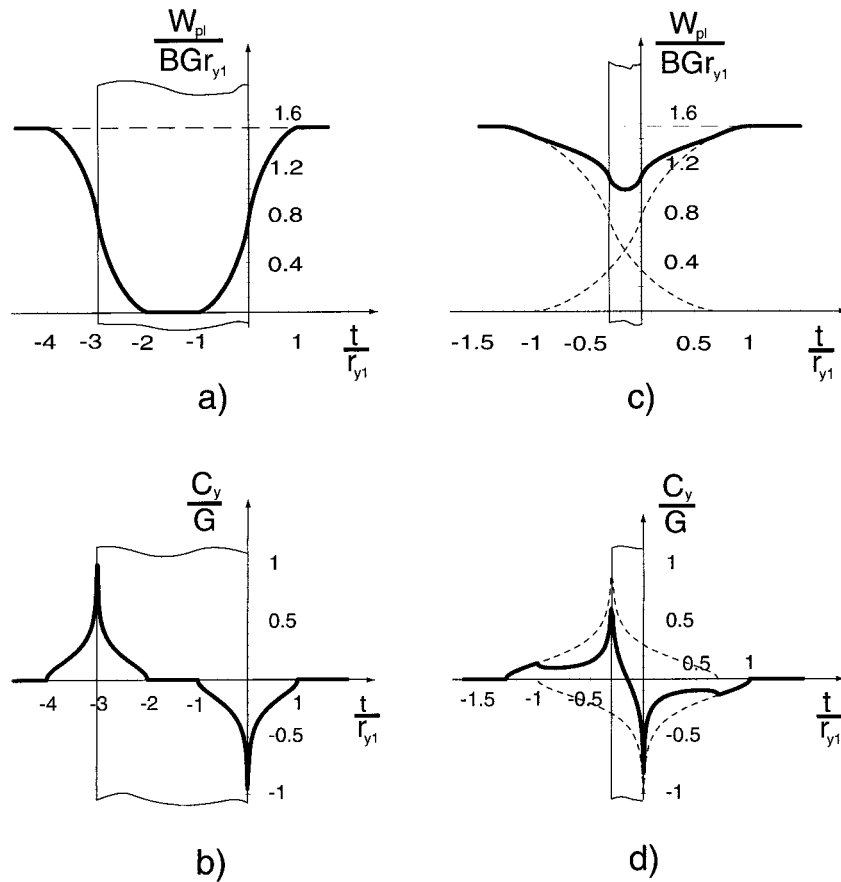 W_pl / BGr_y1
1.6
1.2
0.8
0.4
-4 -3 -2 -1 1 t / r_y1
a)
W_pl / BGr_y1
1.6
1.2
0.8
0.4
-1.5 -1 -0.5 0.5 1 t / r_y1
c)
C_y / G
1
0.5
-4 -3 -2 -1 1 t / r_y1
-0.5
-1
b)
C_y / G
1
0.5
0.5 1
-1.5 -1 -0.5 t / r_y1
-0.5
-1
d)